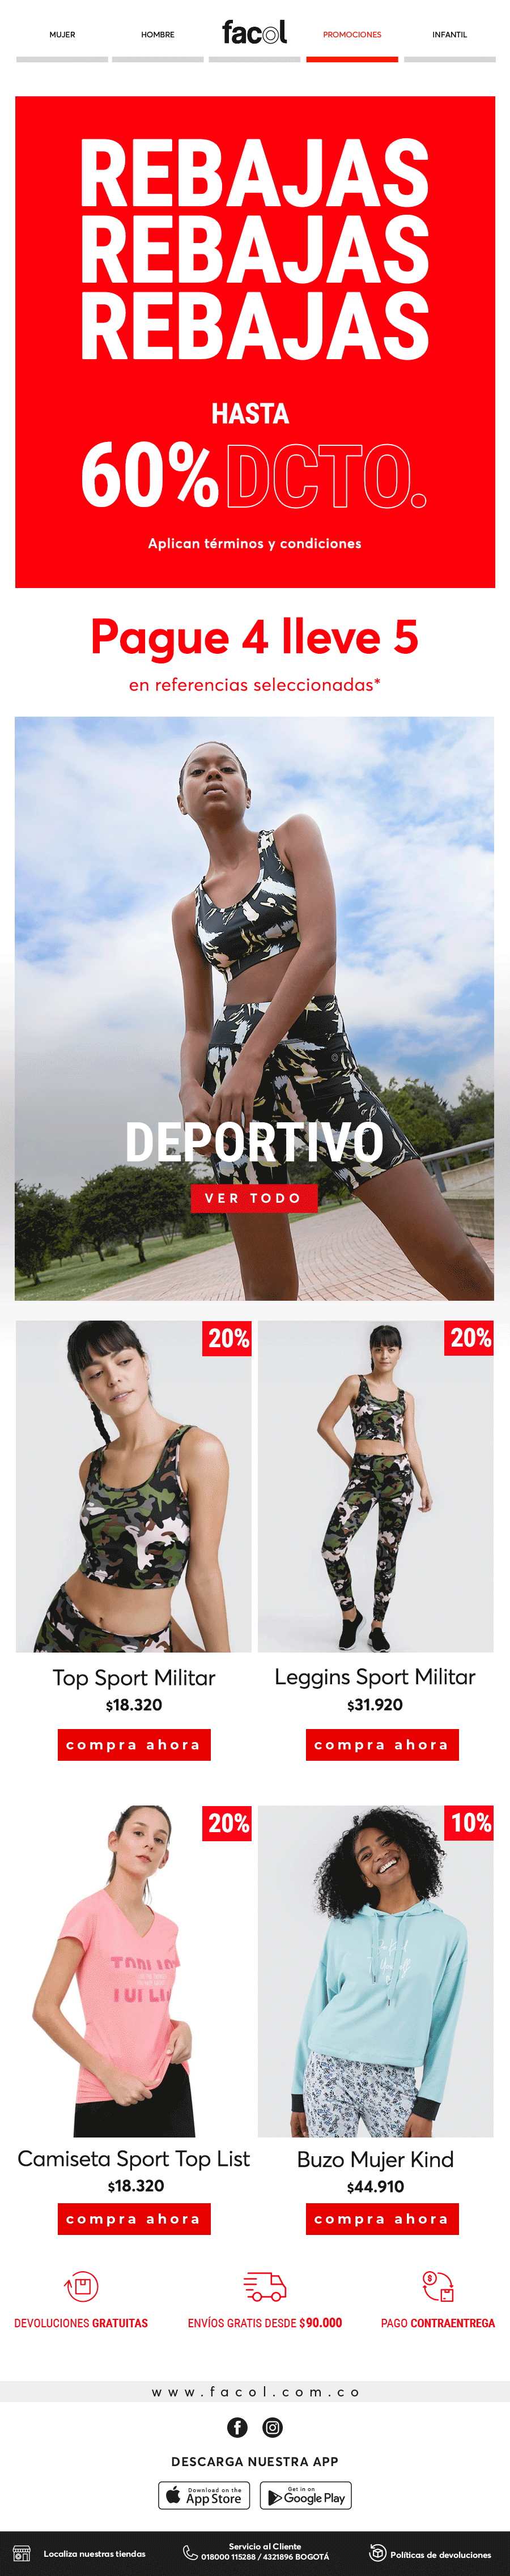 MUJER HOMBRE facol PROMOCIONES INFANTIL
REBAJAS
REBAJAS
REBAJAS
HASTA
60% DCTO.
Aplican términos y condiciones
Pague 4 lleve 5
en referencias seleccionadas*
DEPORTIVO
VER TODO
20% 20%
Top Sport Militar Leggins Sport Militar
$18.320 $31.920
compra ahora compra ahora
20% 10%
Camiseta Sport Top List Buzo Mujer Kind
$18.320 $44.910
compra ahora compra ahora
DEVOLUCIONES GRATUITAS ENVÍOS GRATIS DESDE $90.000 PAGO CONTRAENTREGA
www.facol.com.co
DESCARGA NUESTRA APP
Download on the Get in on
App Store Google Play
Localiza nuestras tiendas Servicio al Cliente Políticas de devoluciones
018000 115288 / 4321896 BOGOTÁ